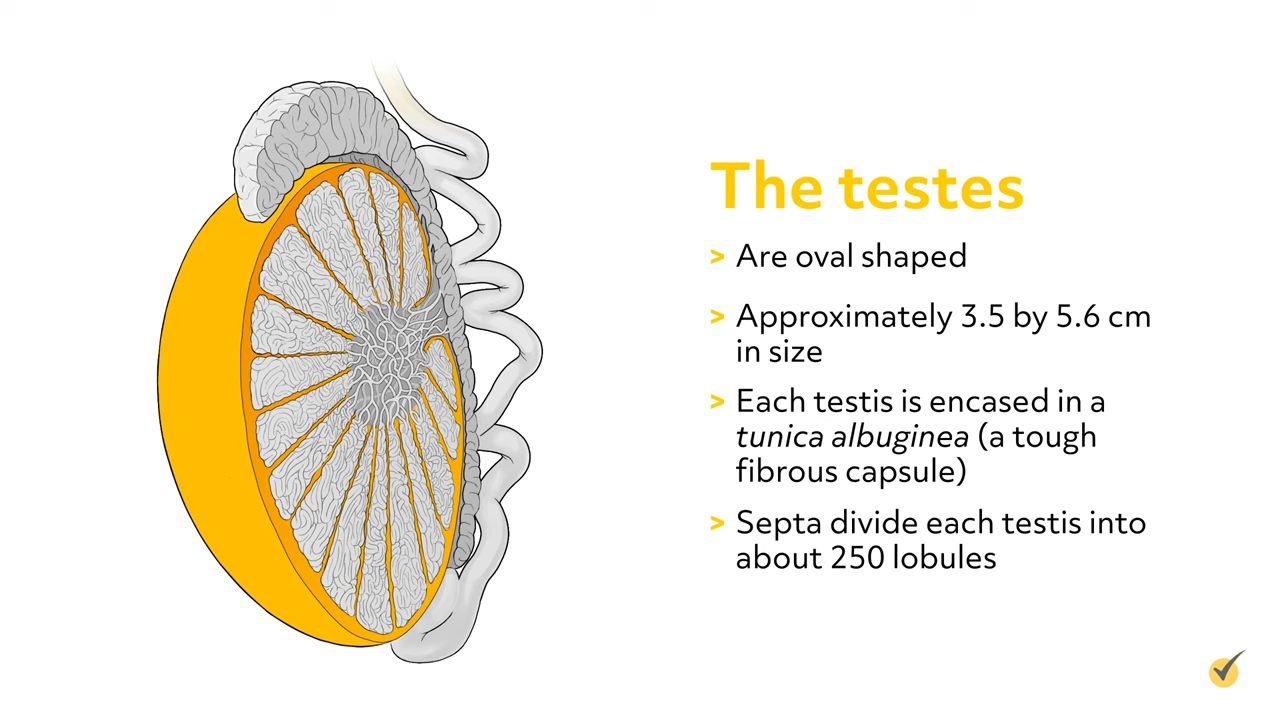 The testes
> Are oval shaped
> Approximately 3.5 by 5.6 cm
in size
> Each testis is encased in a
tunica albuginea (a tough
fibrous capsule)
> Septa divide each testis into
about 250 lobules